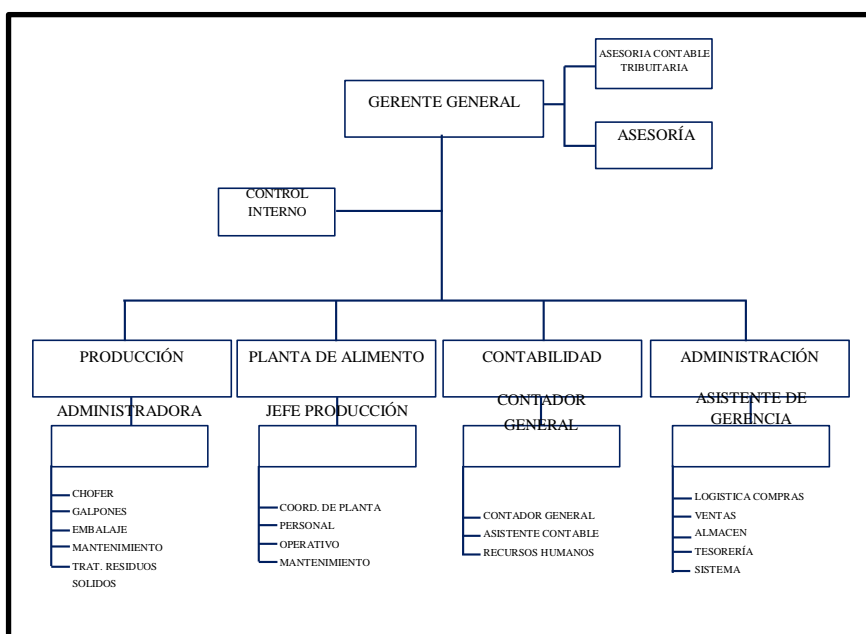 ASESORIA CONTABLE
TRIBUITARIA
GERENTE GENERAL
ASESORÍA
CONTROL
INTERNO
PRODUCCIÓN
PLANTA DE ALIMENTO
CONTABILIDAD
ADMINISTRACIÓN
ADMINISTRADORA
JEFE PRODUCCIÓN
CONTADOR
GENERAL
ASISTENTE DE
GERENCIA
CHOFER
GALPONES
EMBALAJE
MANTENIMIENTO
TRAT. RESIDUOS
SOLIDOS
COORD. DE PLANTA
PERSONAL
OPERATIVO
MANTENIMIENTO
CONTADOR GENERAL
ASISTENTE CONTABLE
RECURSOS HUMANOS
LOGISTICA COMPRAS
VENTAS
ALMACEN
TESORERÍA
SISTEMA